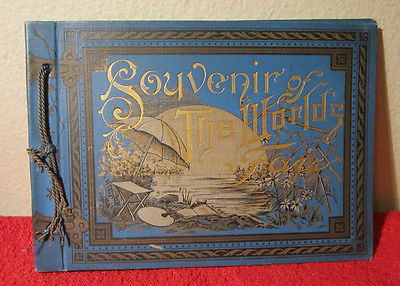 Souvenir of
The World's
Fair